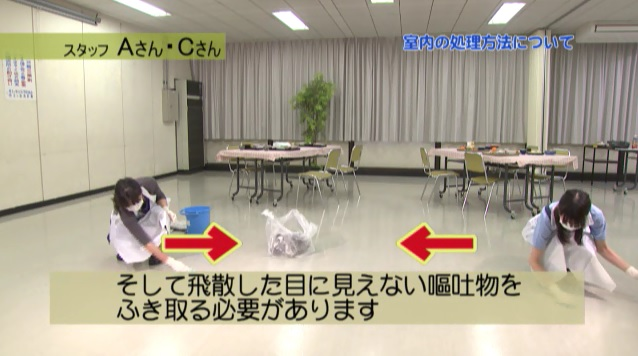 スタッフ Aさん・Cさん
室内の処理方法について
そして飛散した目に見えない嘔吐物を
ふき取る必要があります